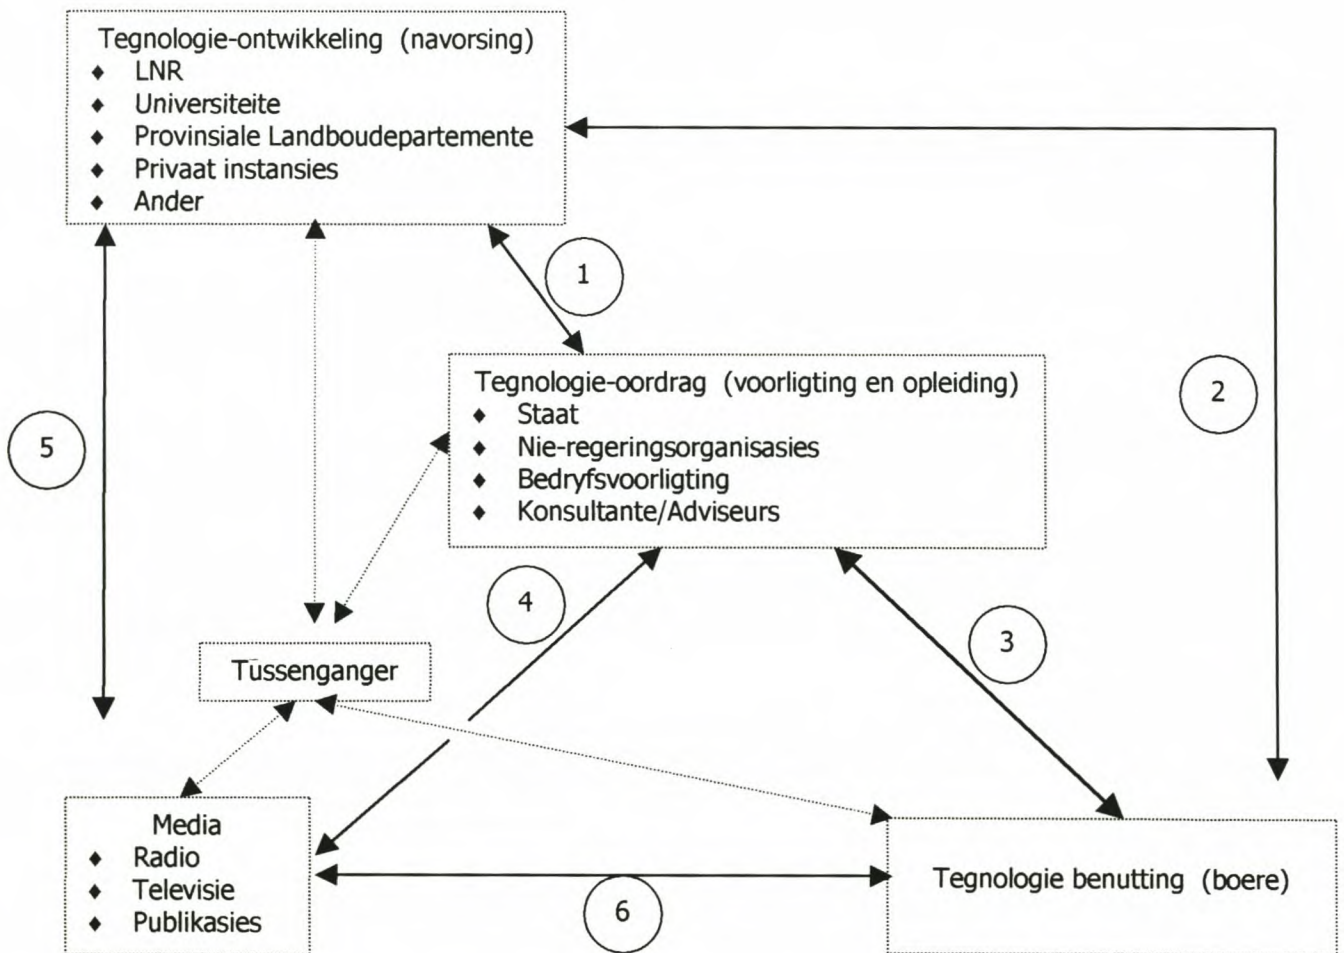 Tegnologie-ontwikkeling (navorsing)
♦ LNR
♦ Universiteite
♦ Provinsiale Landboudepartemente
♦ Privaat instansies
♦ Ander
1
Tegnologie-oordrag (voorligting en opleiding)
♦ Staat
♦ Nie-regeringsorganisasies
♦ Bedryfsvoorligting
♦ Konsultante/Adviseurs
2
5
4
3
Tussenganger
Media
♦ Radio
♦ Televisie
♦ Publikasies
6
Tegnologie benutting (boere)